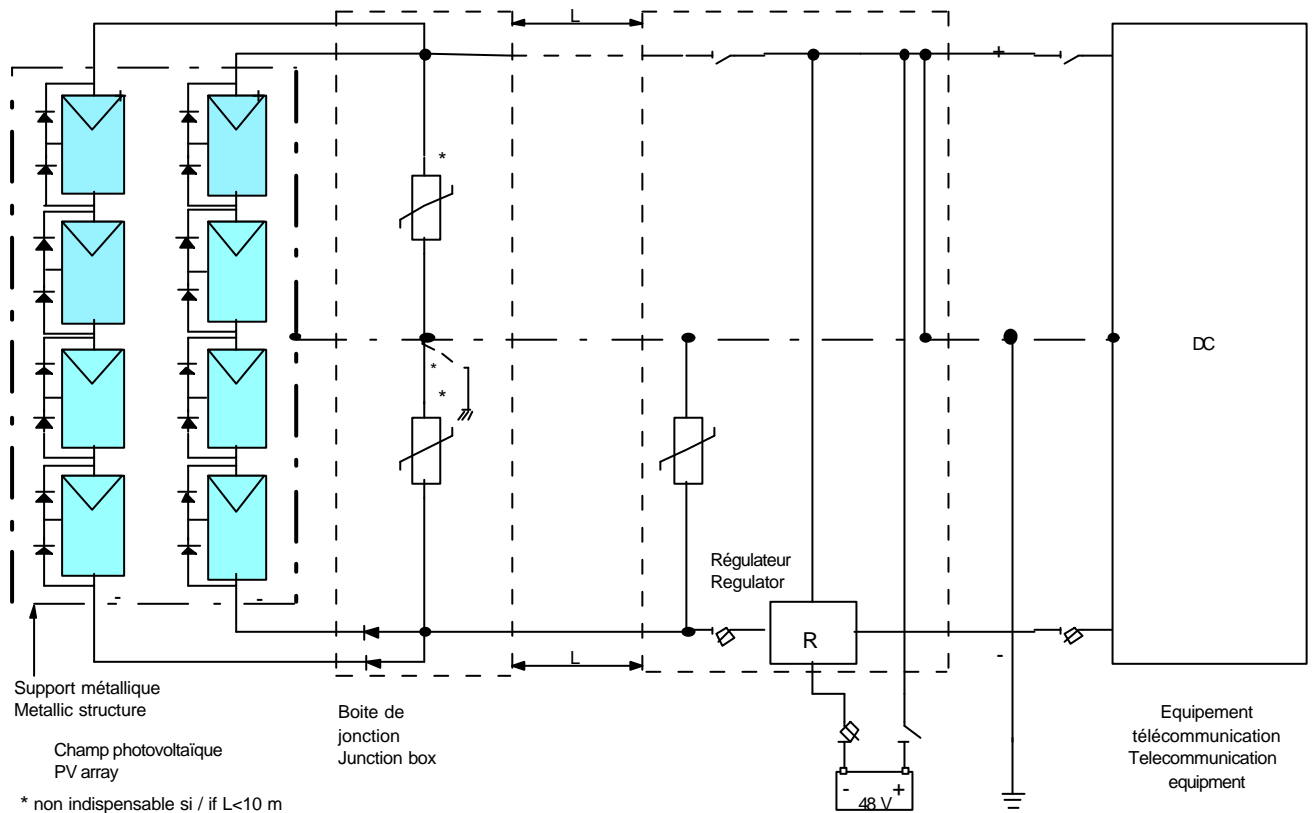 L
+
+
+
*
*
*
DC
Régulateur
Regulator
R
-
-
L
-
Support métallique
Metallic structure
Boite de
jonction
Junction box
Champ photovoltaïque
PV array
Equipement
télécommunication
Telecommunication
equipment
- +
48 V
* non indispensable si / if L<10 m